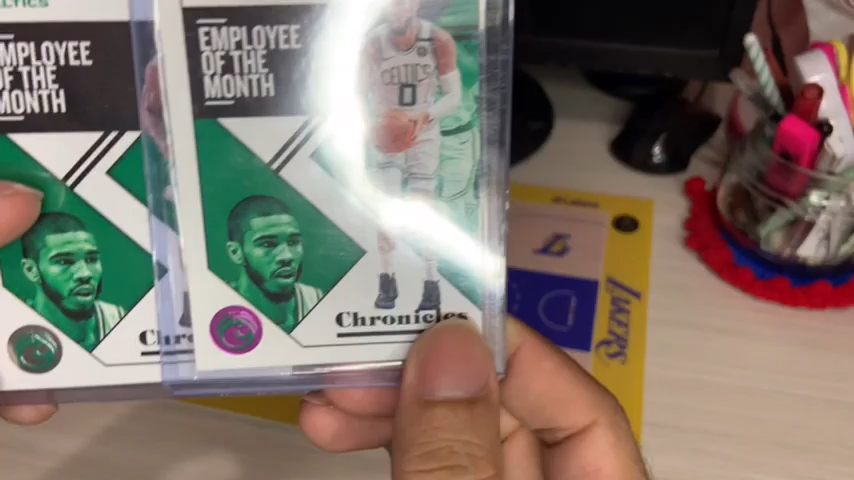 EMPLOYEE
OF THE
MONTH
EMPLOYEE
OF THE
MONTH
CELTICS
0
Chronicles
LAKERS